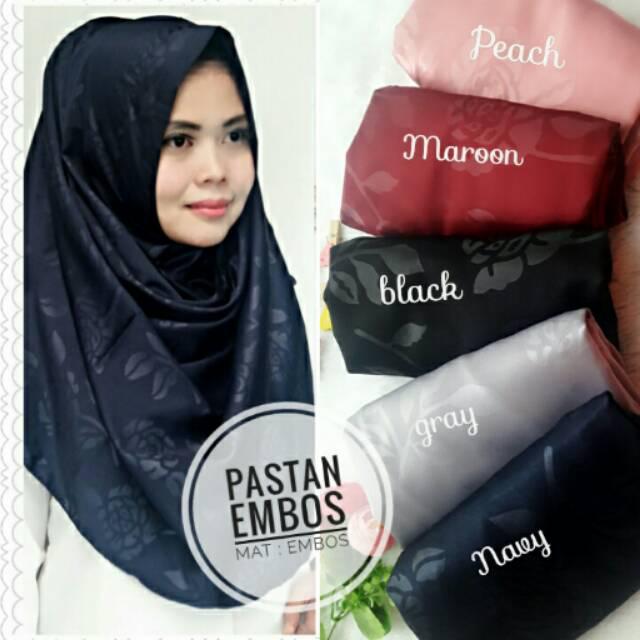 Peach
Maroon
black
gray
Navy
PASTAN
EMBOS
MAT : EMBOS